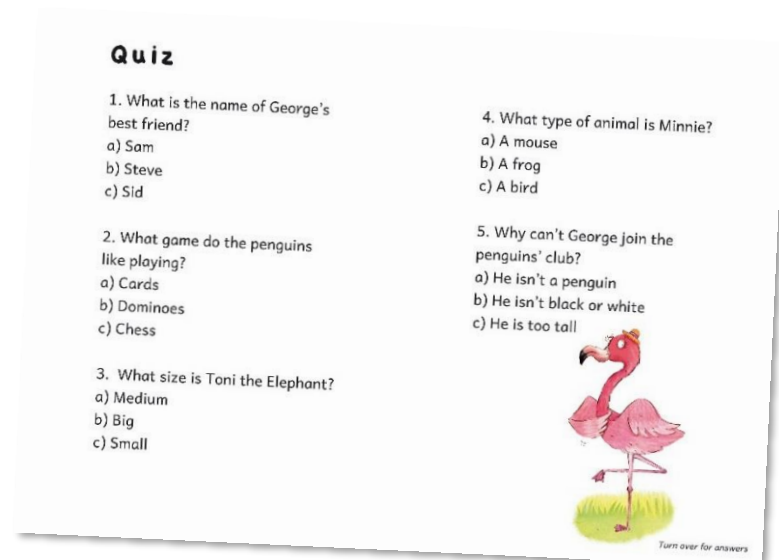 Quiz
1. What is the name of George's
best friend?
a) Sam
b) Steve
c) Sid
2. What game do the penguins
like playing?
a) Cards
b) Dominoes
c) Chess
3. What size is Toni the Elephant?
a) Medium
b) Big
c) Small
4. What type of animal is Minnie?
a) A mouse
b) A frog
c) A bird
5. Why can't George join the
penguins' club?
a) He isn't a penguin
b) He isn't black or white
c) He is too tall
Turn over for answers